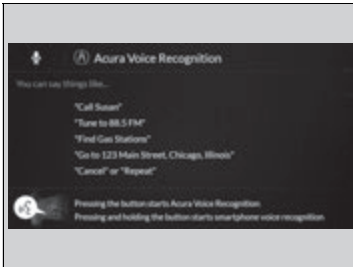 Acura Voice Recognition
You can say things like...
"Call Susan"
"Tune to 88.5 FM"
"Find Gas Stations"
"Go to 123 Main Street, Chicago, Illinois"
"Cancel" or "Repeat"
Pressing the button starts Acura Voice Recognition
Pressing and holding the button starts smartphone voice recognition